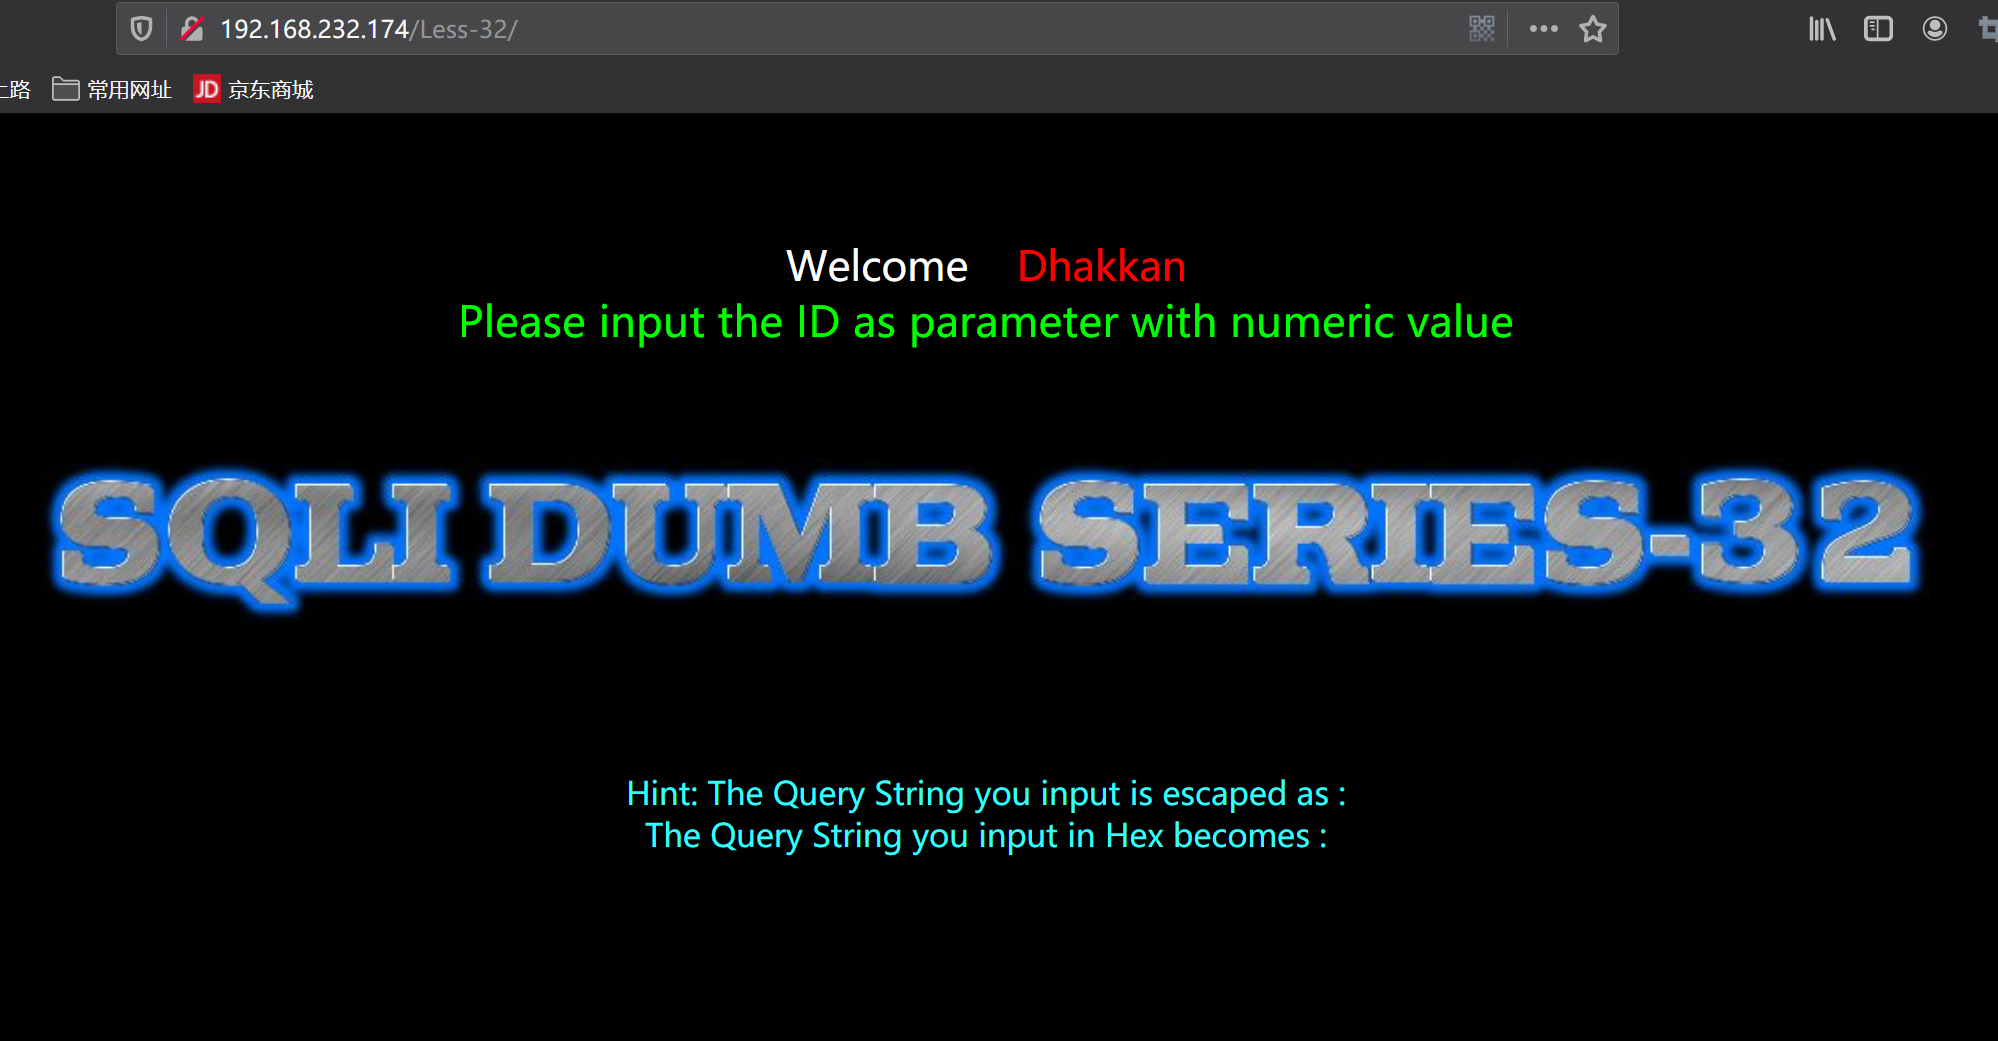 192.168.232.174/Less-32/
上路 常用网址 JD 京东商城
Welcome Dhakkan
Please input the ID as parameter with numeric value
SQLI DUMB SERIES-32
Hint: The Query String you input is escaped as :
The Query String you input in Hex becomes :